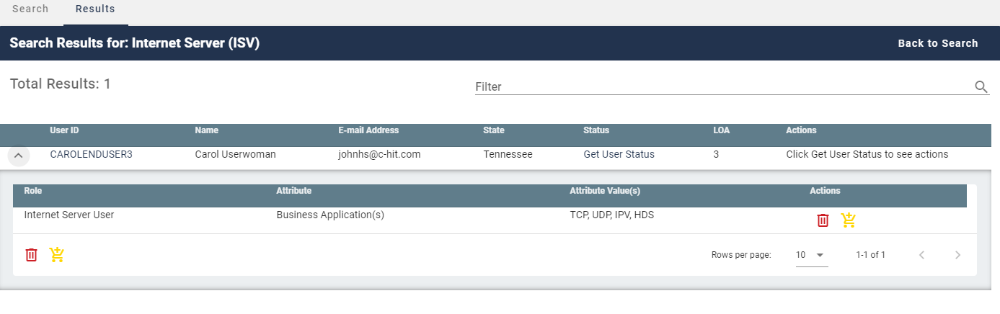 Search Results
Search Results for: Internet Server (ISV) Back to Search
Total Results: 1 Filter
User ID Name E-mail Address State Status LOA Actions
CAROLENDUSER3 Carol Userwoman johnhs@c-hit.com Tennessee Get User Status 3 Click Get User Status to see actions
Role Attribute Attribute Value(s) Actions
Internet Server User Business Application(s) TCP, UDP, IPV, HDS
Rows per page: 10 1-1 of 1